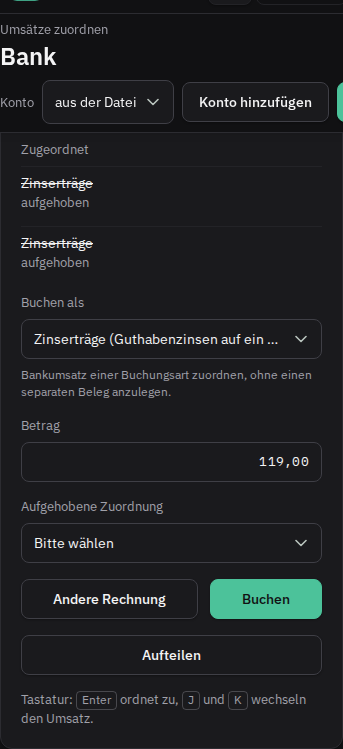 Umsätze zuordnen
Bank
Konto aus der Datei Konto hinzufügen
Zugeordnet
Zinserträge
aufgehoben
Zinserträge
aufgehoben
Buchen als
Zinserträge (Guthabenzinsen auf ein ...
Bankumsatz einer Buchungsart zuordnen, ohne einen
separaten Beleg anzulegen.
Betrag
119,00
Aufgehobene Zuordnung
Bitte wählen
Andere Rechnung Buchen
Aufteilen
Tastatur: Enter ordnet zu, J und K wechseln
den Umsatz.